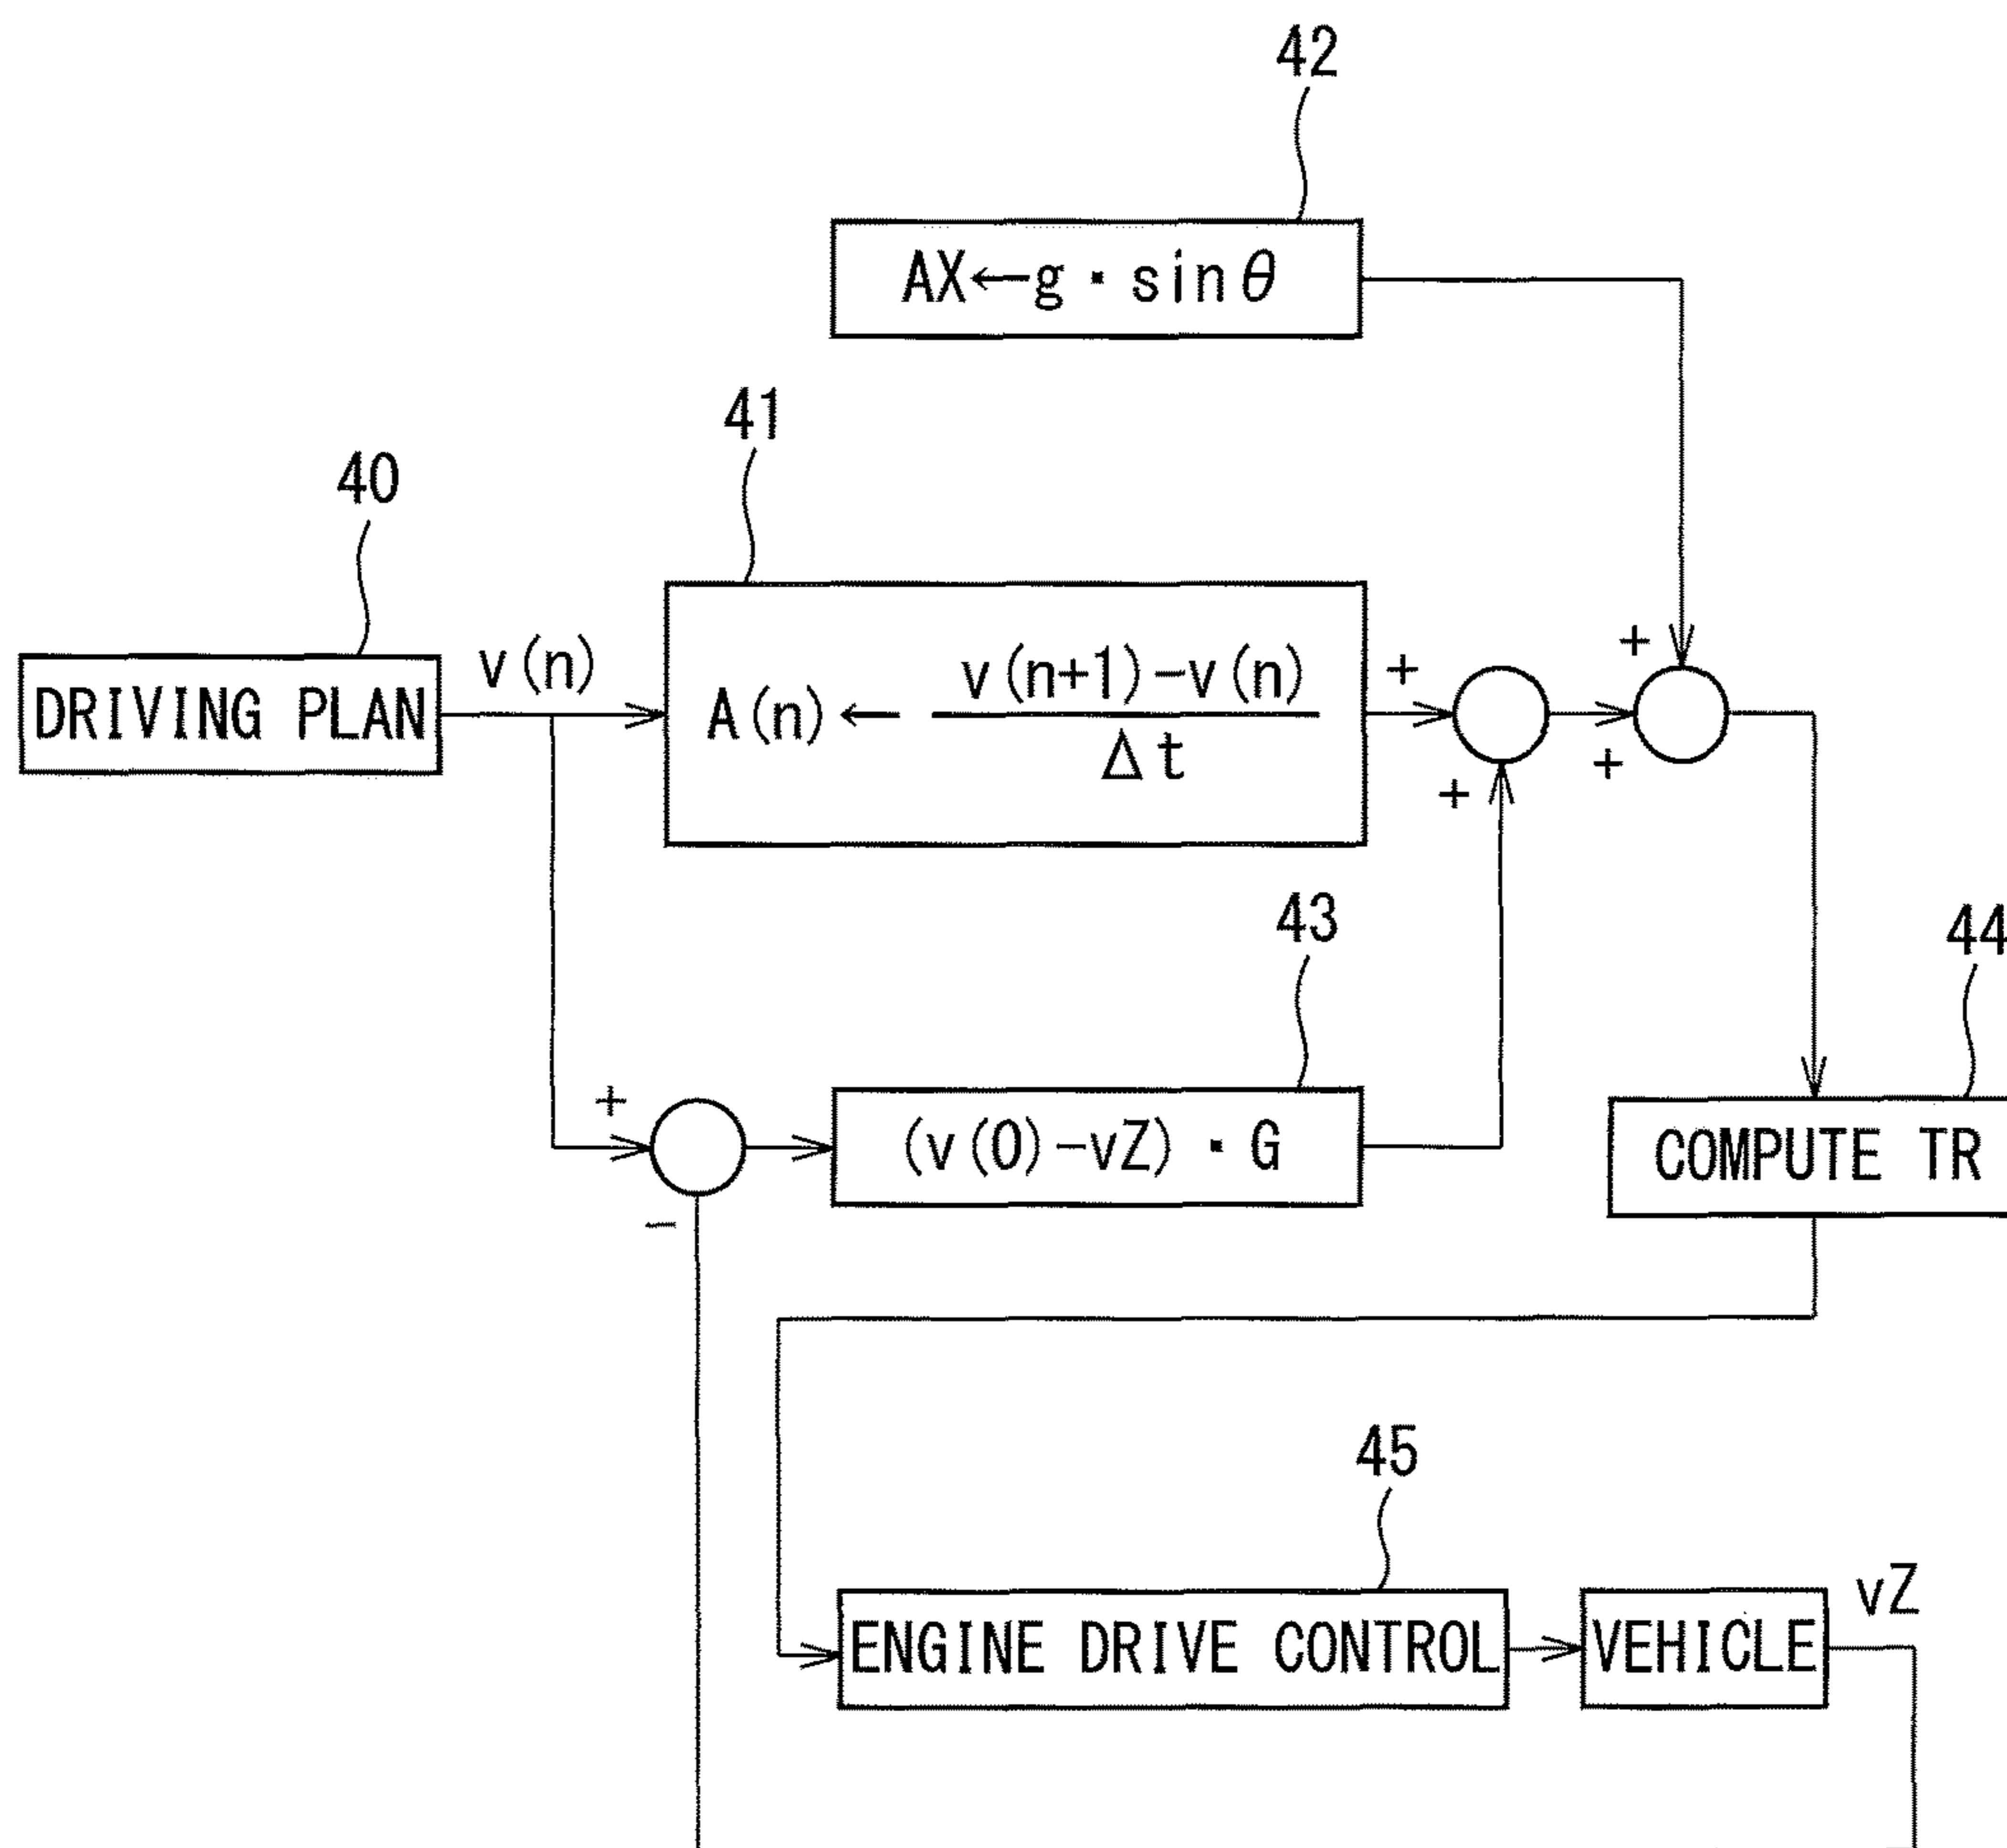 42
AX←g·sinθ
41
40
DRIVING PLAN
v(n)
A(n)← v(n+1)-v(n)
Δt
+
+
+
+
43
44
+
-
(v(0)-vZ)·G
COMPUTE TR
45
ENGINE DRIVE CONTROL
VEHICLE
vZ